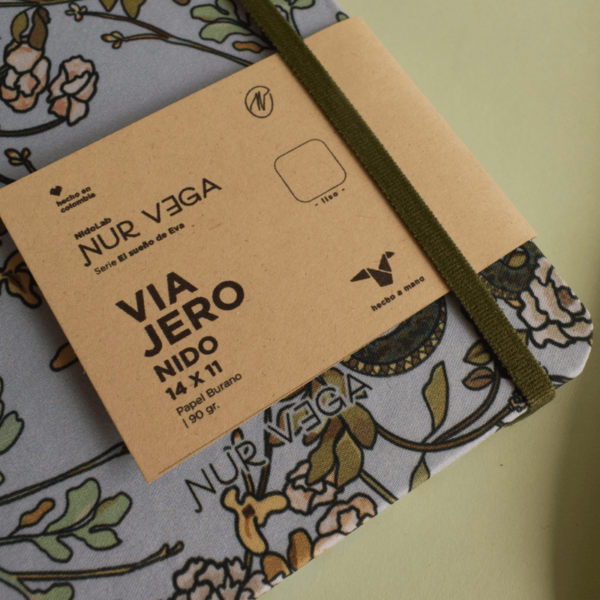 hecho en
colombia
NidoLab
NUR VEGA
Serie El sueño de Eva
- liso -
VIA
JERO
NIDO
14 X 11
Papel Burano
| 90 gr.
hecho a mano
NUR VEGA